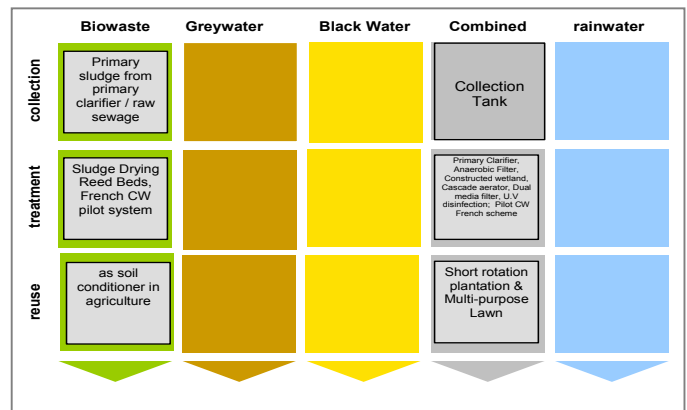 Biowaste Greywater Black Water Combined rainwater
collection
Primary
sludge from
primary
clarifier / raw
sewage
Collection
Tank
treatment
Sludge Drying
Reed Beds,
French CW
pilot system
Primary Clarifier,
Anaerobic Filter,
Constructed wetland,
Cascade aerator, Dual
media filter, U.V
disinfection; Pilot CW
French scheme
reuse
as soil
conditioner in
agriculture
Short rotation
plantation &
Multi-purpose
Lawn